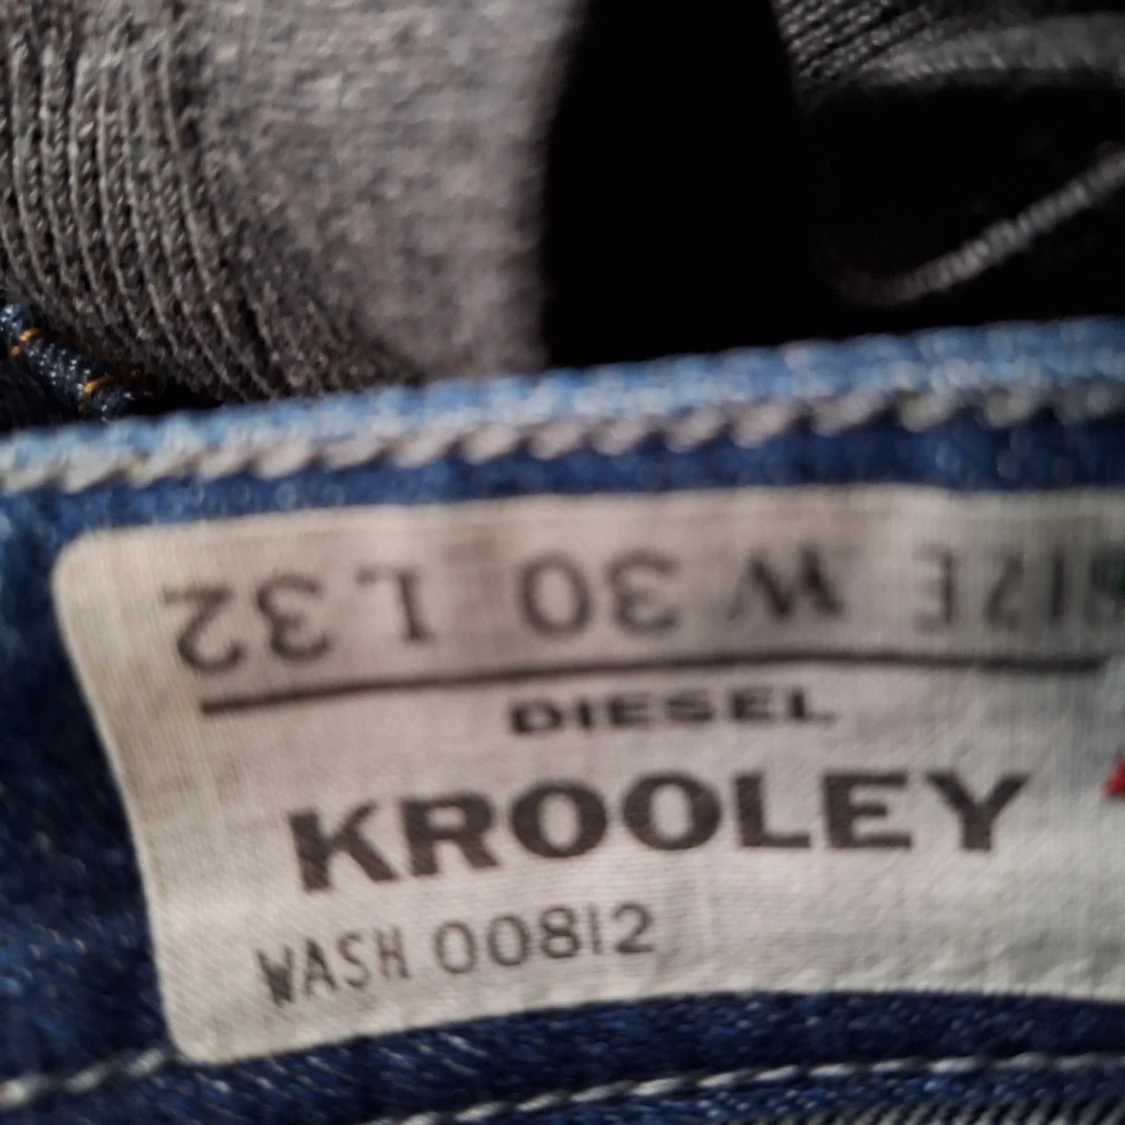 SIZE W 30 L 32
DIESEL
KROOLEY
WASH 00812